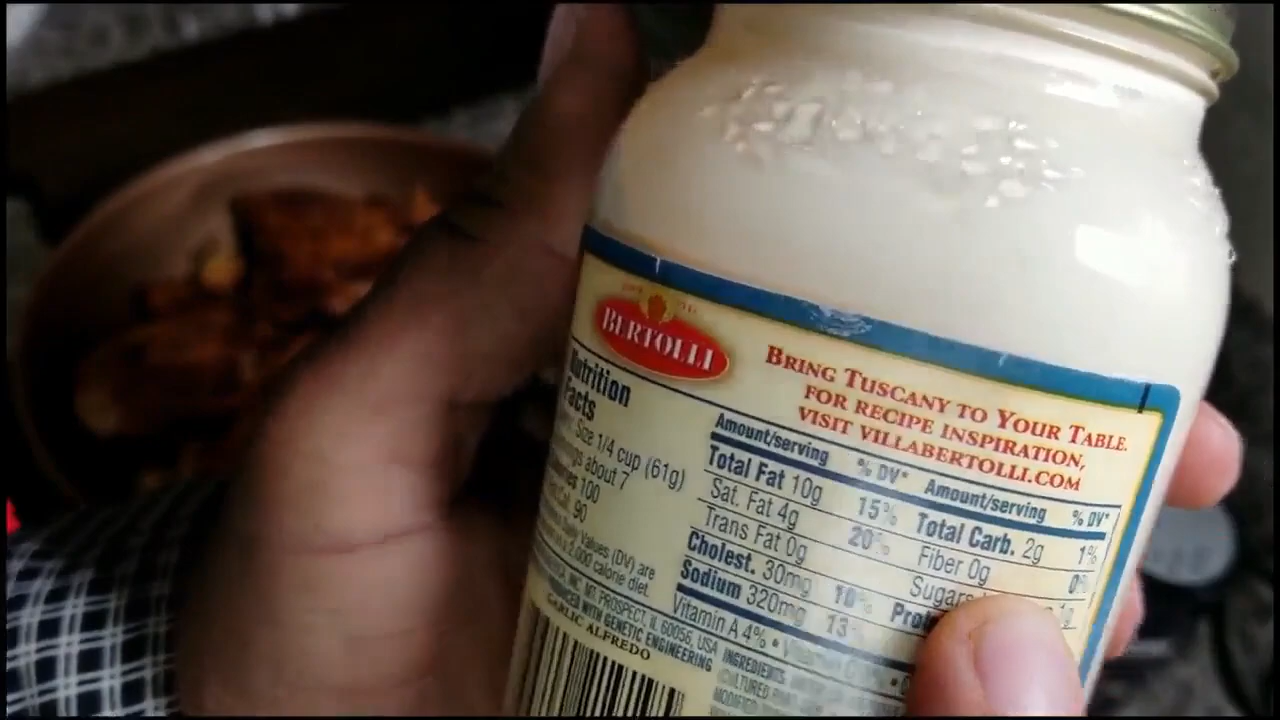 BERTOLLI
BRING TUSCANY TO YOUR TABLE.
FOR RECIPE INSPIRATION,
VISIT VILLABERTOLLI.COM
Nutrition
Facts
Size 1/4 cup (61g)
about 7
100
90
Values (DV) are
2,000 calorie diet.
Amount/serving % DV*
Total Fat 10g 15%
Sat. Fat 4g 20%
Trans Fat 0g
Cholest. 30mg 10%
Sodium 320mg 13
Amount/serving % DV*
Total Carb. 2g 1%
Fiber 0g 0%
Sugars
Vitamin A 4% •
INC. MT. PROSPECT, IL 60056, USA
WITH GENETIC ENGINEERING
GARLIC ALFREDO
INGREDIENTS:
(CULTURED